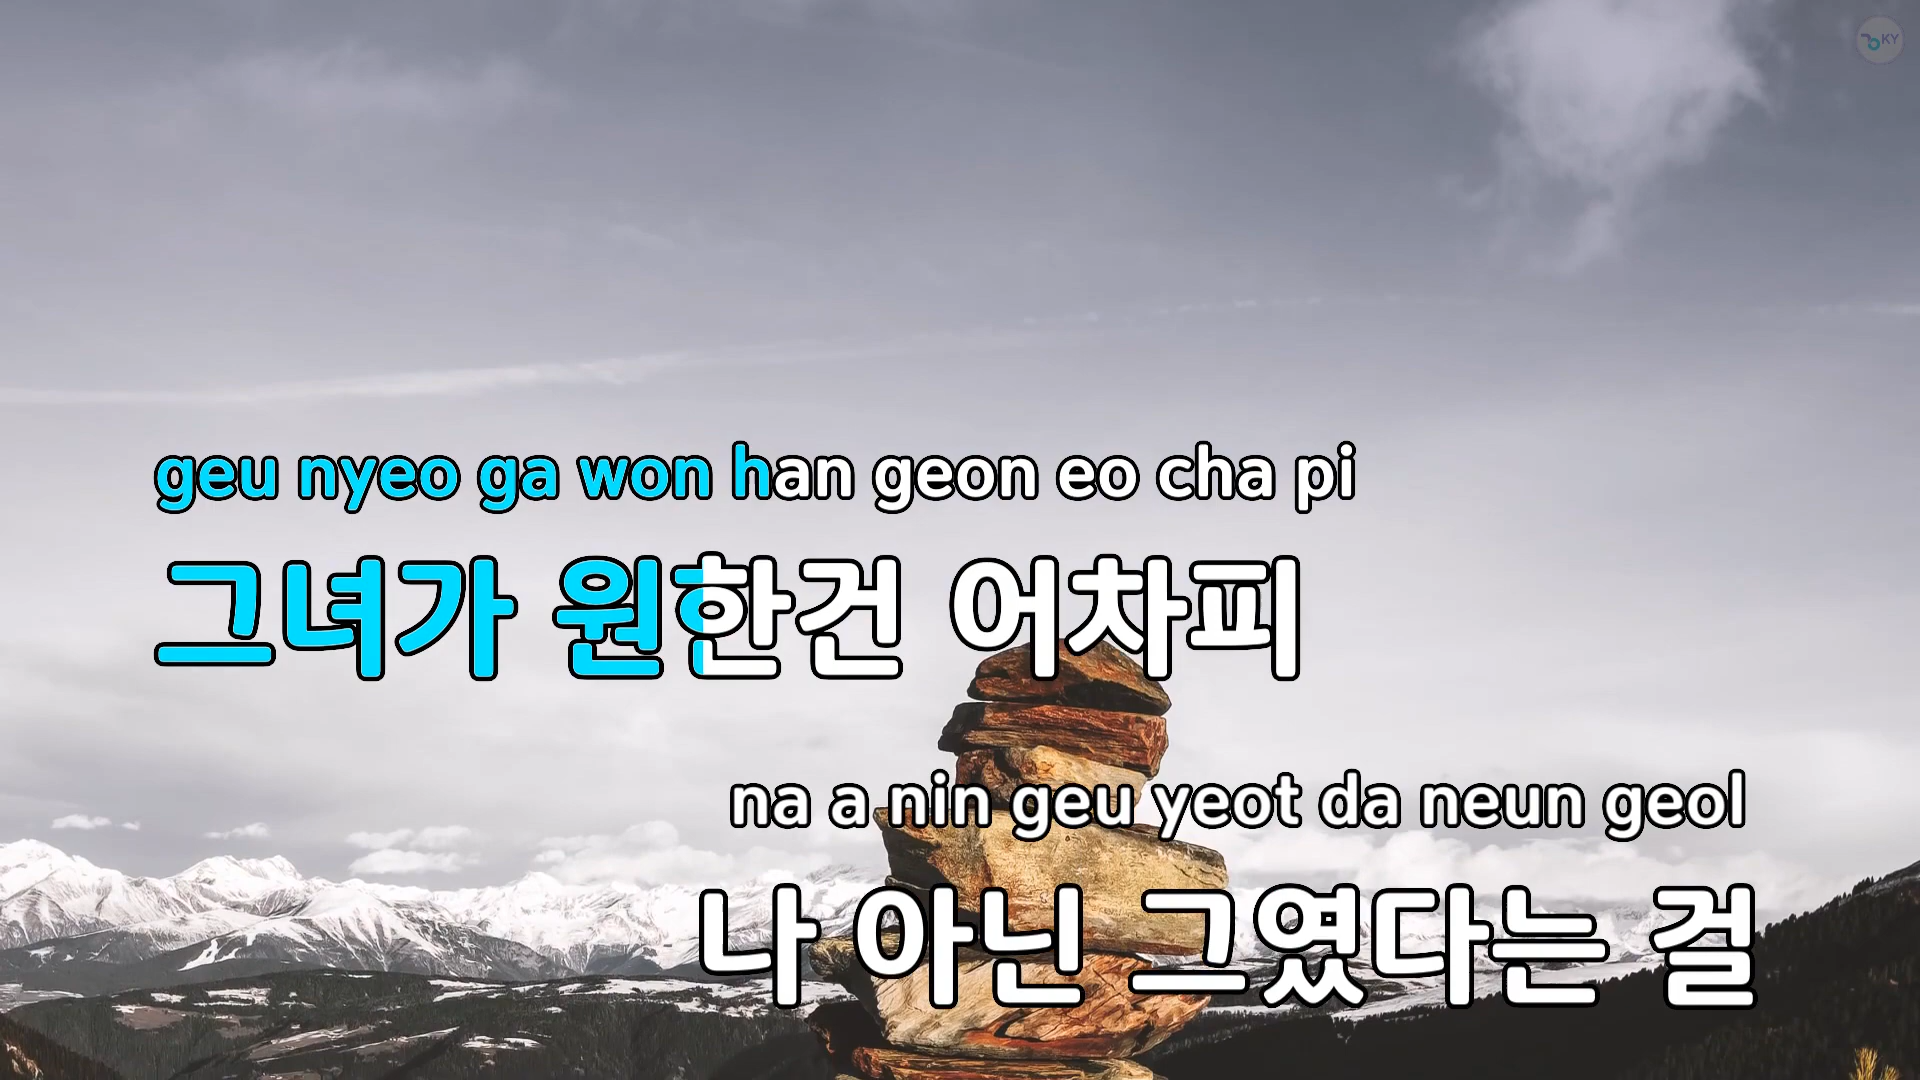 KY
geu nyeo ga won han geon eo cha pi
그녀가 원한건 어차피
na a nin geu yeot da neun geol
나 아닌 그였다는 걸